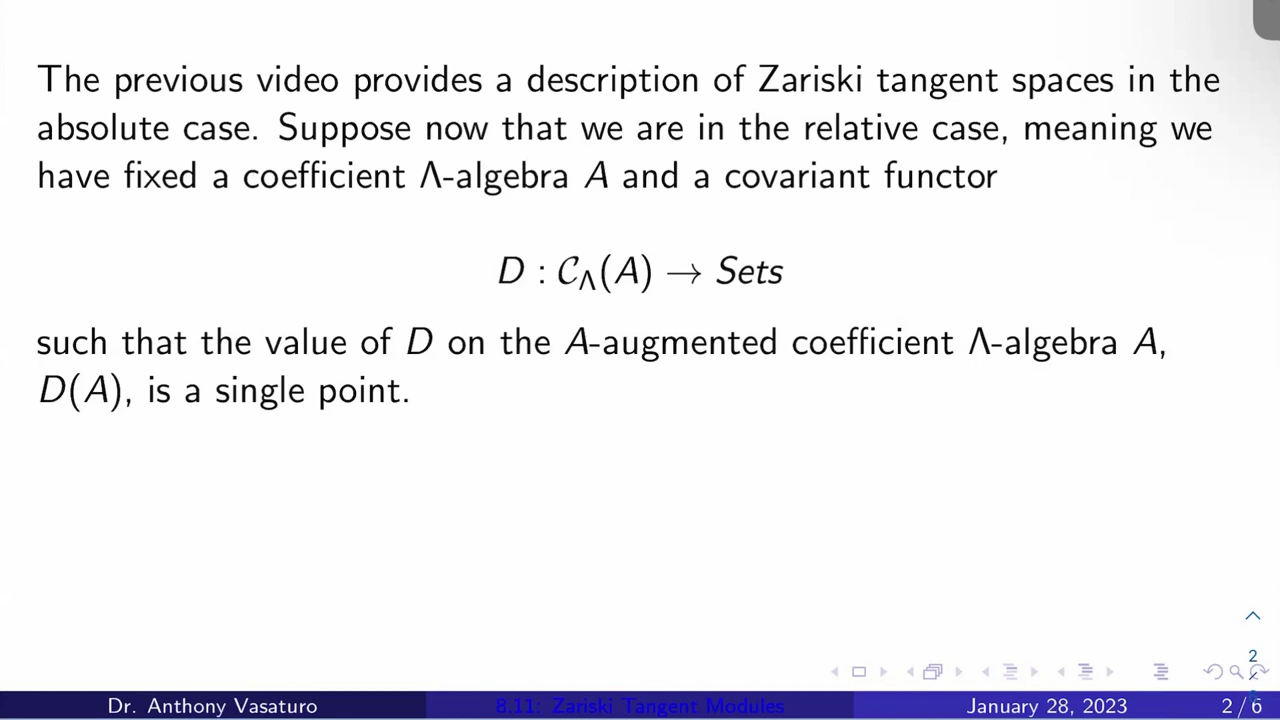 The previous video provides a description of Zariski tangent spaces in the
absolute case. Suppose now that we are in the relative case, meaning we
have fixed a coefficient Λ-algebra A and a covariant functor
D : 𝒞_Λ(A) → Sets
such that the value of D on the A-augmented coefficient Λ-algebra A,
D(A), is a single point.
2
Dr. Anthony Vasaturo 8.11: Zariski Tangent Modules January 28, 2023 2 / 6